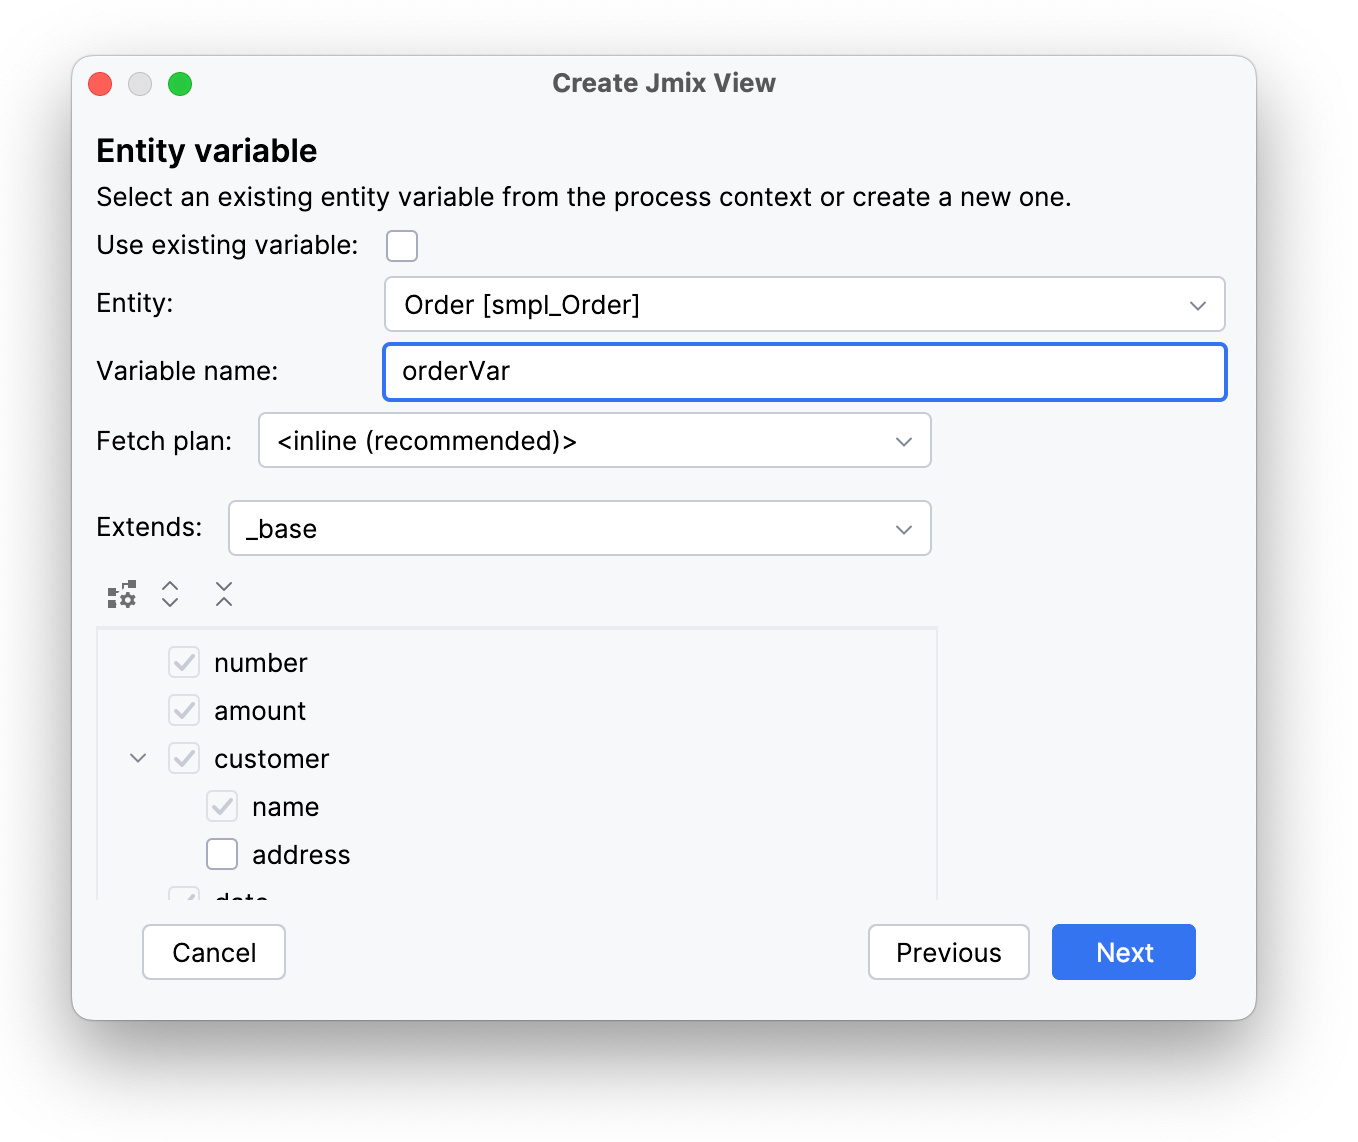 Create Jmix View
Entity variable
Select an existing entity variable from the process context or create a new one.
Use existing variable:
Entity: Order [smpl_Order]
Variable name: orderVar
Fetch plan: <inline (recommended)>
Extends: _base
number
amount
customer
name
address
date
Cancel Previous Next